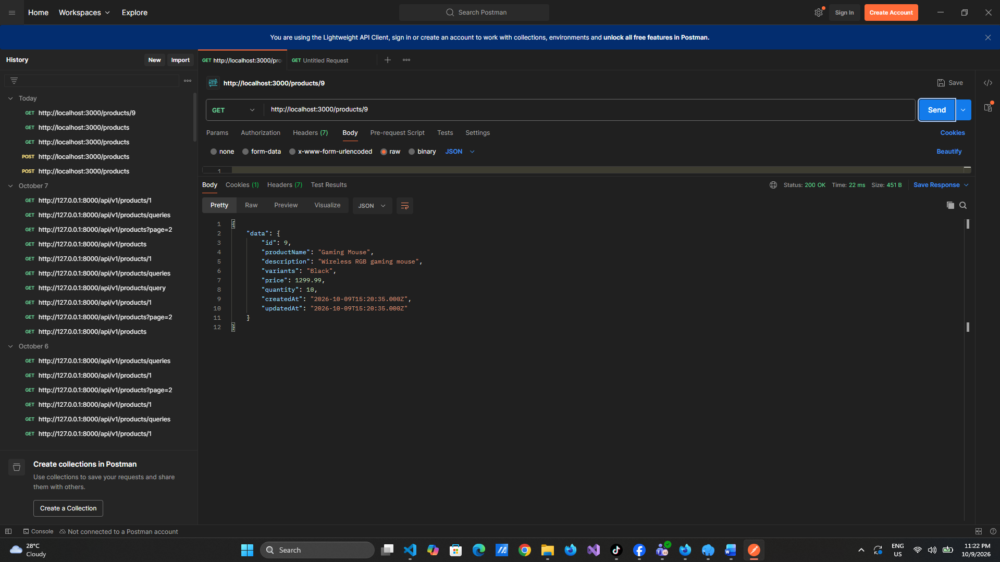 Home
Workspaces
Explore
Search Postman
Sign In
Create Account
You are using the Lightweight API Client, sign in or create an account to work with collections, environments and unlock all free features in Postman.
History
New
Import
GET http://localhost:3000/pro
GET Untitled Request
HTTP
http://localhost:3000/products/9
Save
Today
GET http://localhost:3000/products/9
GET http://localhost:3000/products
GET http://localhost:3000/products
POST http://localhost:3000/products
POST http://localhost:3000/products
October 7
GET http://127.0.0.1:8000/api/v1/products/1
GET http://127.0.0.1:8000/api/v1/products/queries
GET http://127.0.0.1:8000/api/v1/products?page=2
GET http://127.0.0.1:8000/api/v1/products
GET http://127.0.0.1:8000/api/v1/products/1
GET http://127.0.0.1:8000/api/v1/products/queries
GET http://127.0.0.1:8000/api/v1/products/query
GET http://127.0.0.1:8000/api/v1/products/1
GET http://127.0.0.1:8000/api/v1/products?page=2
GET http://127.0.0.1:8000/api/v1/products
October 6
GET http://127.0.0.1:8000/api/v1/products/queries
GET http://127.0.0.1:8000/api/v1/products/1
GET http://127.0.0.1:8000/api/v1/products?page=2
GET http://127.0.0.1:8000/api/v1/products/1
GET http://127.0.0.1:8000/api/v1/products/queries
GET http://127.0.0.1:8000/api/v1/products/1
Create collections in Postman
Use collections to save your requests and share
them with others.
Create a Collection
GET
http://localhost:3000/products/9
Send
Params
Authorization
Headers (7)
Body
Pre-request Script
Tests
Settings
Cookies
none
form-data
x-www-form-urlencoded
raw
binary
JSON
Beautify
1
Body
Cookies (1)
Headers (7)
Test Results
Status: 200 OK
Time: 22 ms
Size: 451 B
Save Response
Pretty
Raw
Preview
Visualize
JSON
1 {
2 "data": {
3 "id": 9,
4 "productName": "Gaming Mouse",
5 "description": "Wireless RGB gaming mouse",
6 "variants": "Black",
7 "price": 1299.99,
8 "quantity": 10,
9 "createdAt": "2026-10-09T15:20:35.000Z",
10 "updatedAt": "2026-10-09T15:20:35.000Z"
11 }
12 }
Console
Not connected to a Postman account
28°C
Cloudy
Search
ENG
US
11:22 PM
10/9/2026